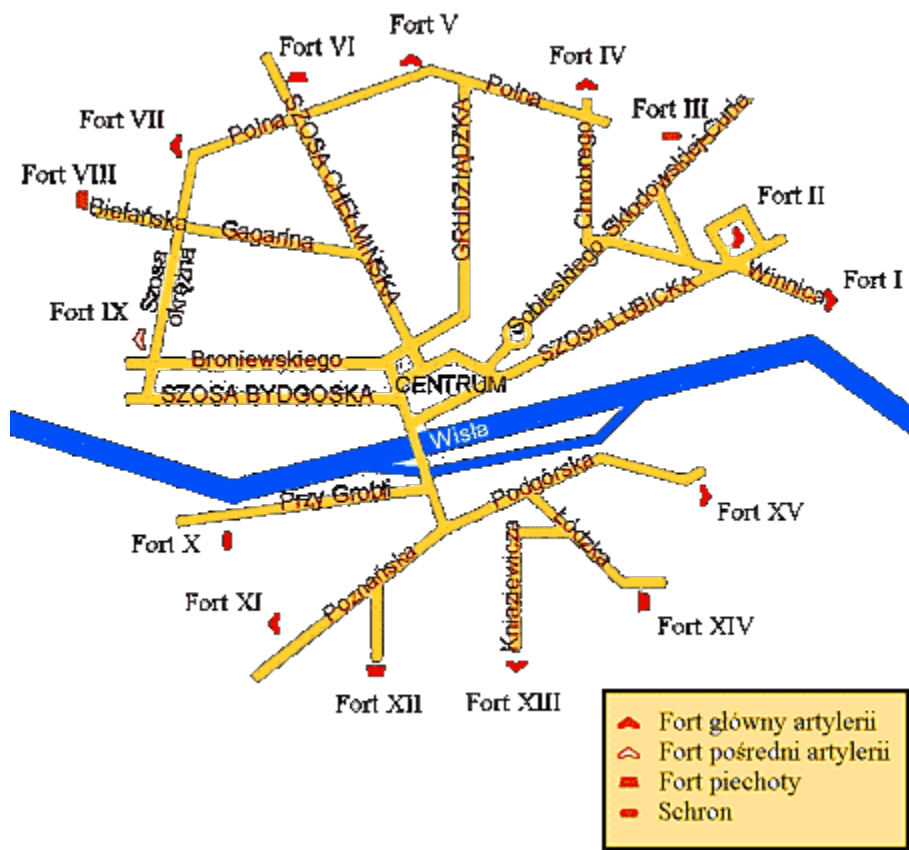 Fort V
Fort VI
Fort IV
Polna
Fort III
Fort VII
Polna
SZOSA CHEŁMIŃSKA
GRUDZIĄDZKA
Chrobrego
Skłodowskiej-Curie
Fort VIII
Bielańska
Gagarina
Fort II
Szosa
okrężna
Sobieskiego
SZOSA LUBICKA
Winnica
Fort I
Fort IX
Broniewskiego
CENTRUM
SZOSA BYDGOSKA
Wisła
Przy Grobli
Podgórska
Fort XV
Fort X
Łódzka
Kniaziewicza
Poznańska
Fort XI
Fort XIV
Fort XII
Fort XIII
Fort główny artylerii
Fort pośredni artylerii
Fort piechoty
Schron